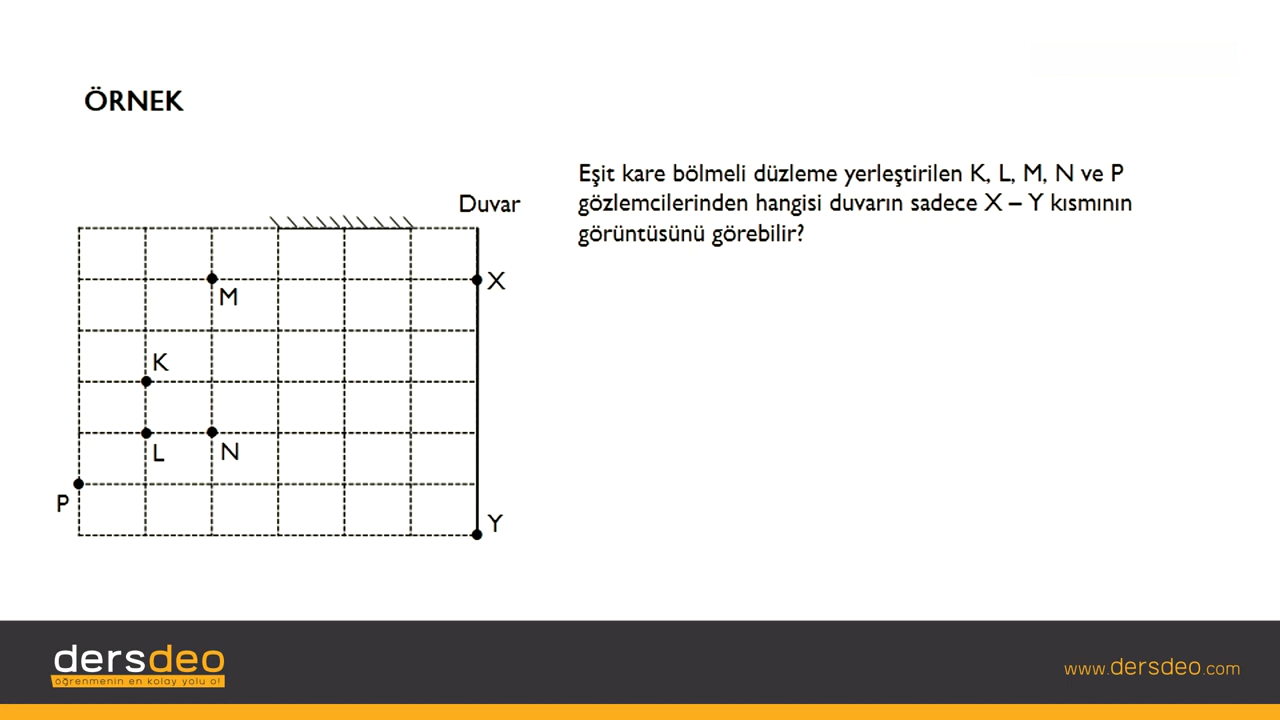 ÖRNEK
Eşit kare bölmeli düzleme yerleştirilen K, L, M, N ve P
gözlemcilerinden hangisi duvarın sadece X – Y kısmının
görüntüsünü görebilir?
Duvar
X
M
K
L
N
P
Y
dersdeo
öğrenmenin en kolay yolu o!
www.dersdeo.com